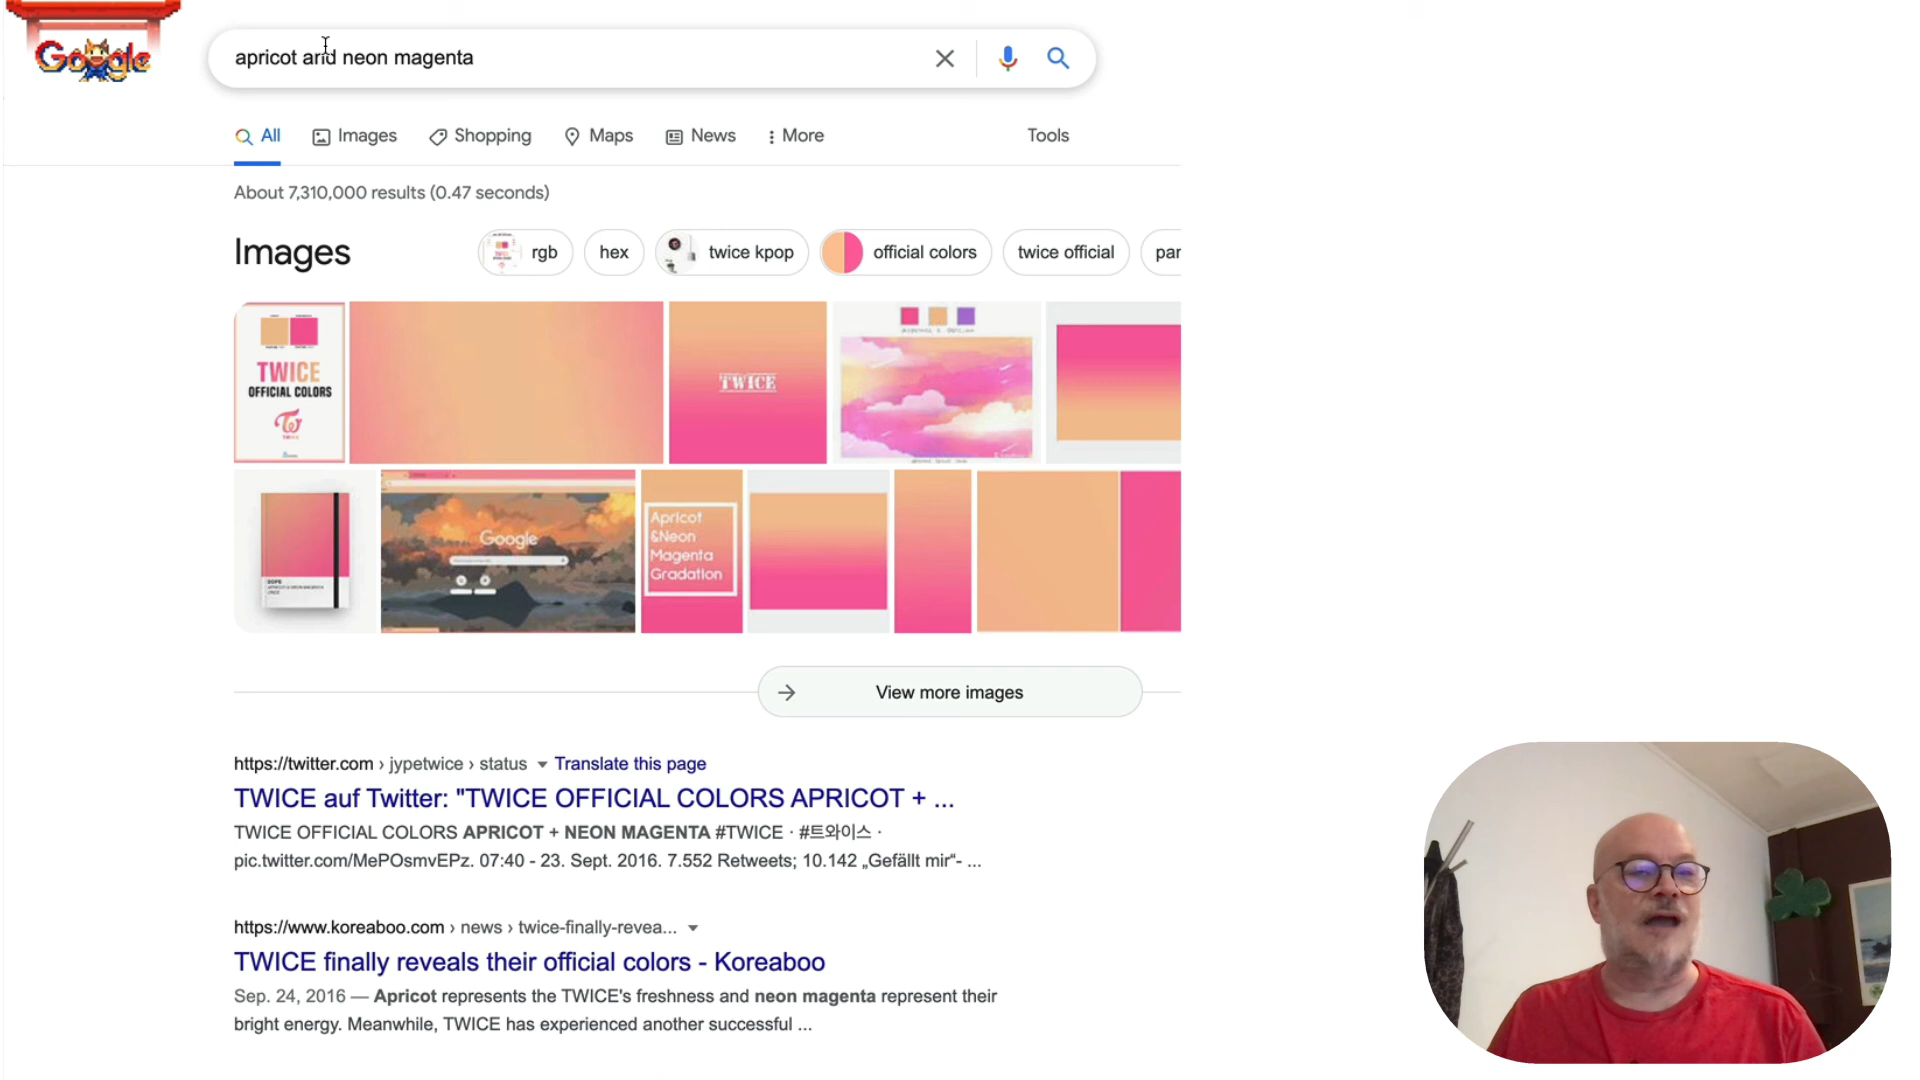 Google
apricot and neon magenta
All
Images
Shopping
Maps
News
More
Tools
About 7,310,000 results (0.47 seconds)
Images
rgb
hex
twice kpop
official colors
twice official
par
TWICE
OFFICIAL COLORS
TWICE
Google
Apricot
&Neon
Magenta
Gradation
View more images
https://twitter.com › jypetwice › status
Translate this page
TWICE auf Twitter: "TWICE OFFICIAL COLORS APRICOT + ...
TWICE OFFICIAL COLORS APRICOT + NEON MAGENTA #TWICE · #트와이스 ·
pic.twitter.com/MePOsmvEPz. 07:40 - 23. Sept. 2016. 7.552 Retweets; 10.142 „Gefällt mir“- ...
https://www.koreaboo.com › news › twice-finally-revea...
TWICE finally reveals their official colors - Koreaboo
Sep. 24, 2016 — Apricot represents the TWICE's freshness and neon magenta represent their
bright energy. Meanwhile, TWICE has experienced another successful ...